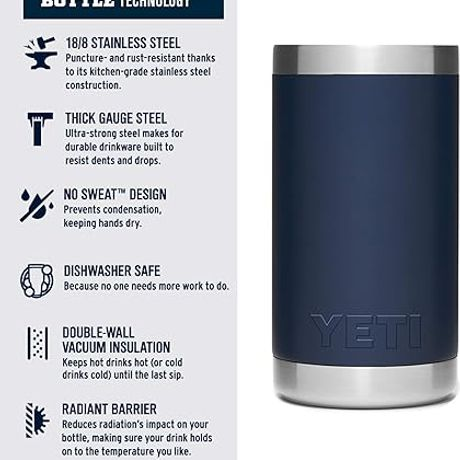 BOTTLE TECHNOLOGY
18/8 STAINLESS STEEL
Puncture- and rust-resistant thanks
to its kitchen-grade stainless steel
construction.
THICK GAUGE STEEL
Ultra-strong steel makes for
durable drinkware built to
resist dents and drops.
NO SWEAT™ DESIGN
Prevents condensation,
keeping hands dry.
DISHWASHER SAFE
Because no one needs more work to do.
DOUBLE-WALL
VACUUM INSULATION
Keeps hot drinks hot (or cold
drinks cold) until the last sip.
RADIANT BARRIER
Reduces radiation's impact on your
bottle, making sure your drink holds
on to the temperature you like.
YETI